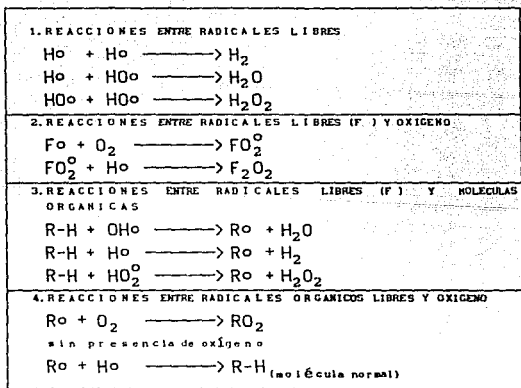 1. REACCIONES ENTRE RADICALES LIBRES
Ho + Ho ———> H₂
Ho + HOo ———> H₂O
HOo + HOo ———> H₂O₂
2. REACCIONES ENTRE RADICALES LIBRES (F ) Y OXIGENO
Fo + O₂ ———> FO₂º
FO₂º + Ho ———> F₂O₂
3. REACCIONES ENTRE RADICALES LIBRES (F) Y MOLECULAS
ORGANICAS
R-H + OHo ———> Ro + H₂O
R-H + Ho ———> Ro + H₂
R-H + HO₂º ———> Ro + H₂O₂
4. REACCIONES ENTRE RADICALES ORGANICOS LIBRES Y OXIGENO
Ro + O₂ ———> RO₂
sin presencia de oxígeno
Ro + Ho ———> R-H (molécula normal)